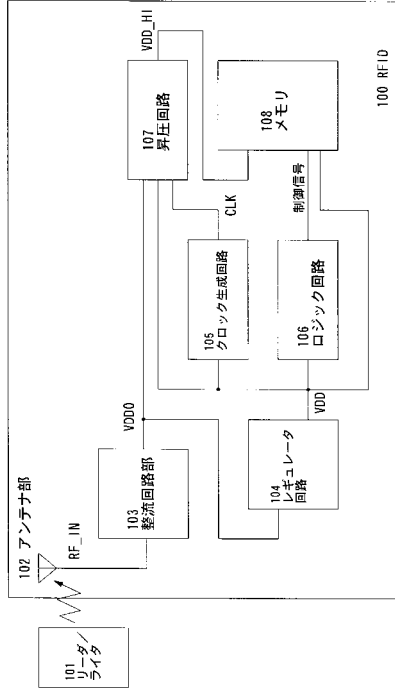 101
リーダ/
ライタ
102 アンテナ部
RF_IN
103
整流回路部
VDD0
104
レギュレータ
回路
VDD
105
クロック生成回路
CLK
106
ロジック回路
制御信号
107
昇圧回路
VDD_HI
108
メモリ
100 RFID